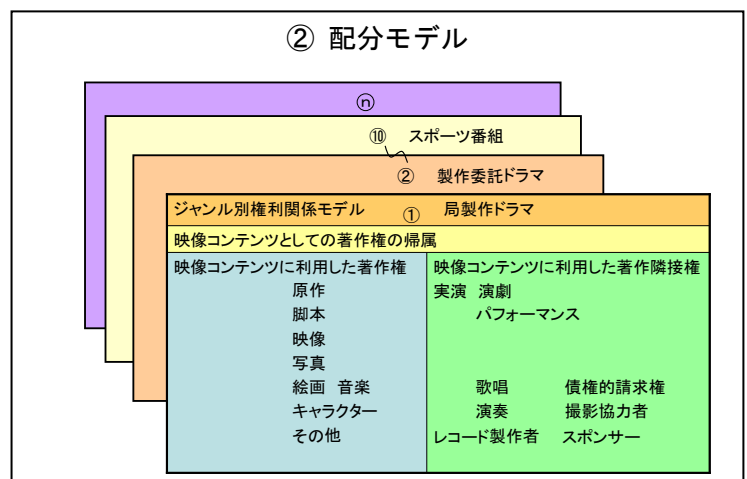 ② 配分モデル
ⓝ
⑩ スポーツ番組
② 製作委託ドラマ
ジャンル別権利関係モデル ① 局製作ドラマ
映像コンテンツとしての著作権の帰属
映像コンテンツに利用した著作権
原作
脚本
映像
写真
絵画 音楽
キャラクター
その他
映像コンテンツに利用した著作隣接権
実演 演劇
パフォーマンス
歌唱 債権的請求権
演奏 撮影協力者
レコード製作者 スポンサー